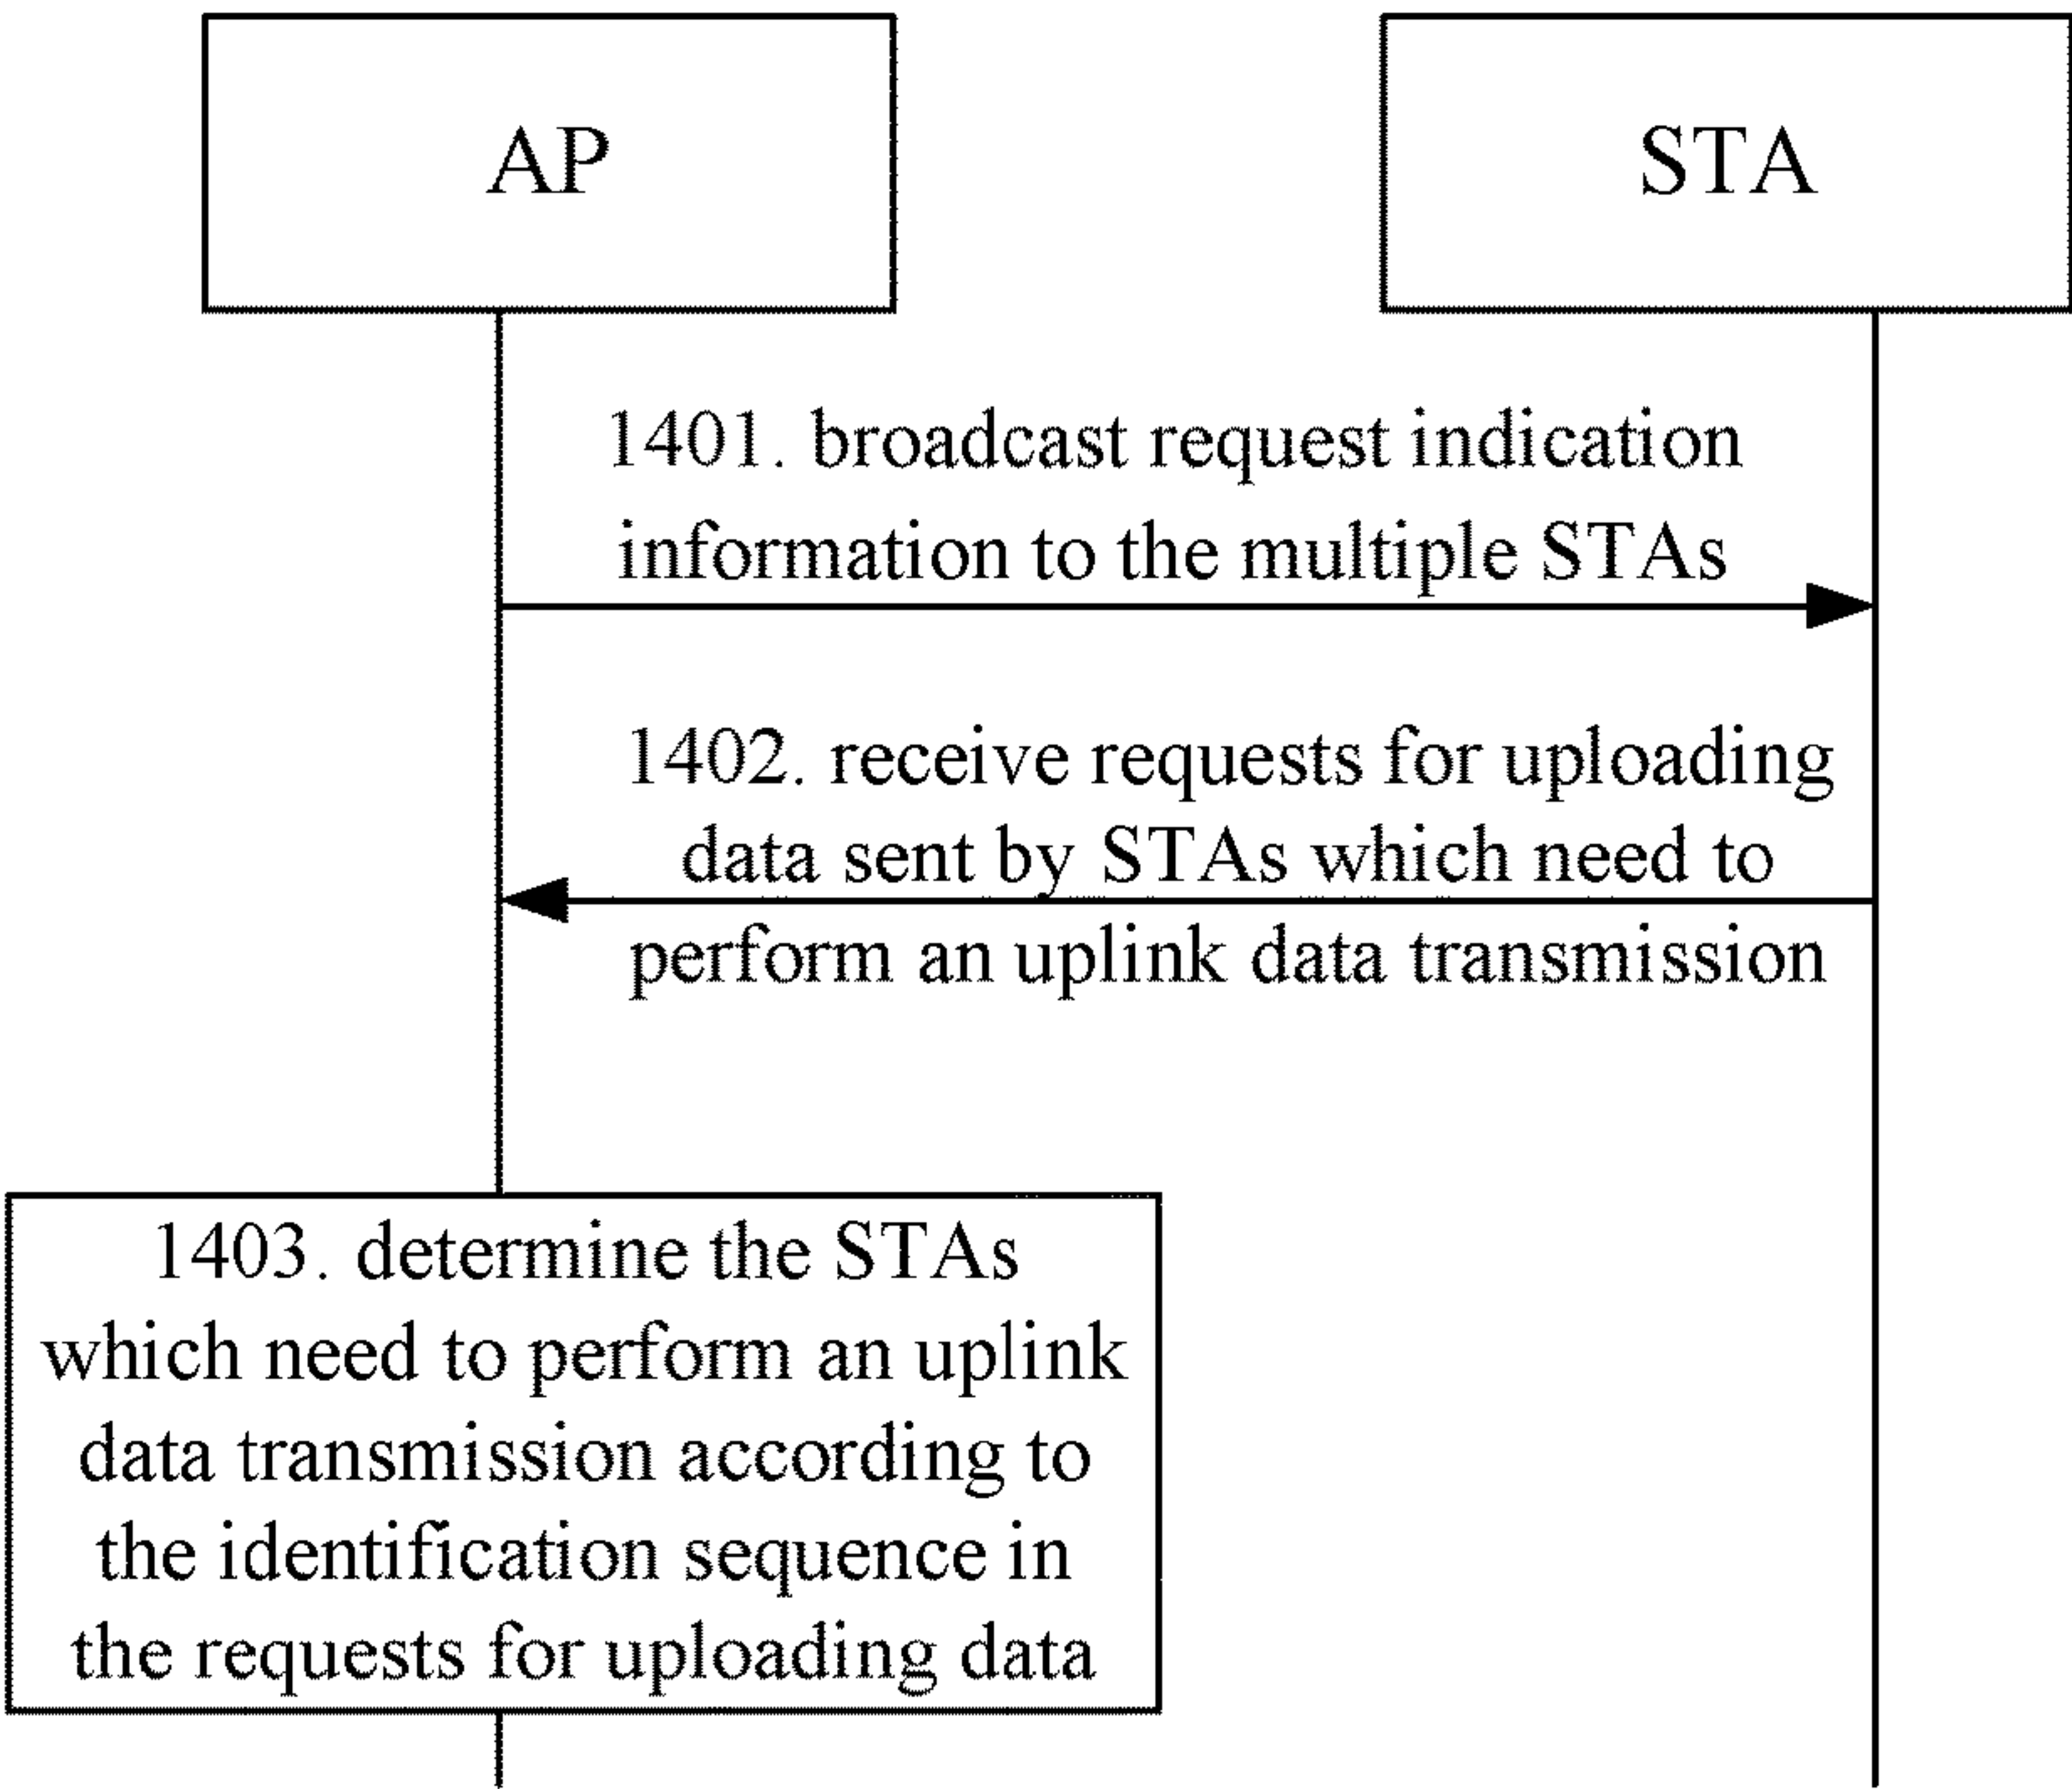 AP
STA
1401. broadcast request indication
information to the multiple STAs
1402. receive requests for uploading
data sent by STAs which need to
perform an uplink data transmission
1403. determine the STAs
which need to perform an uplink
data transmission according to
the identification sequence in
the requests for uploading data